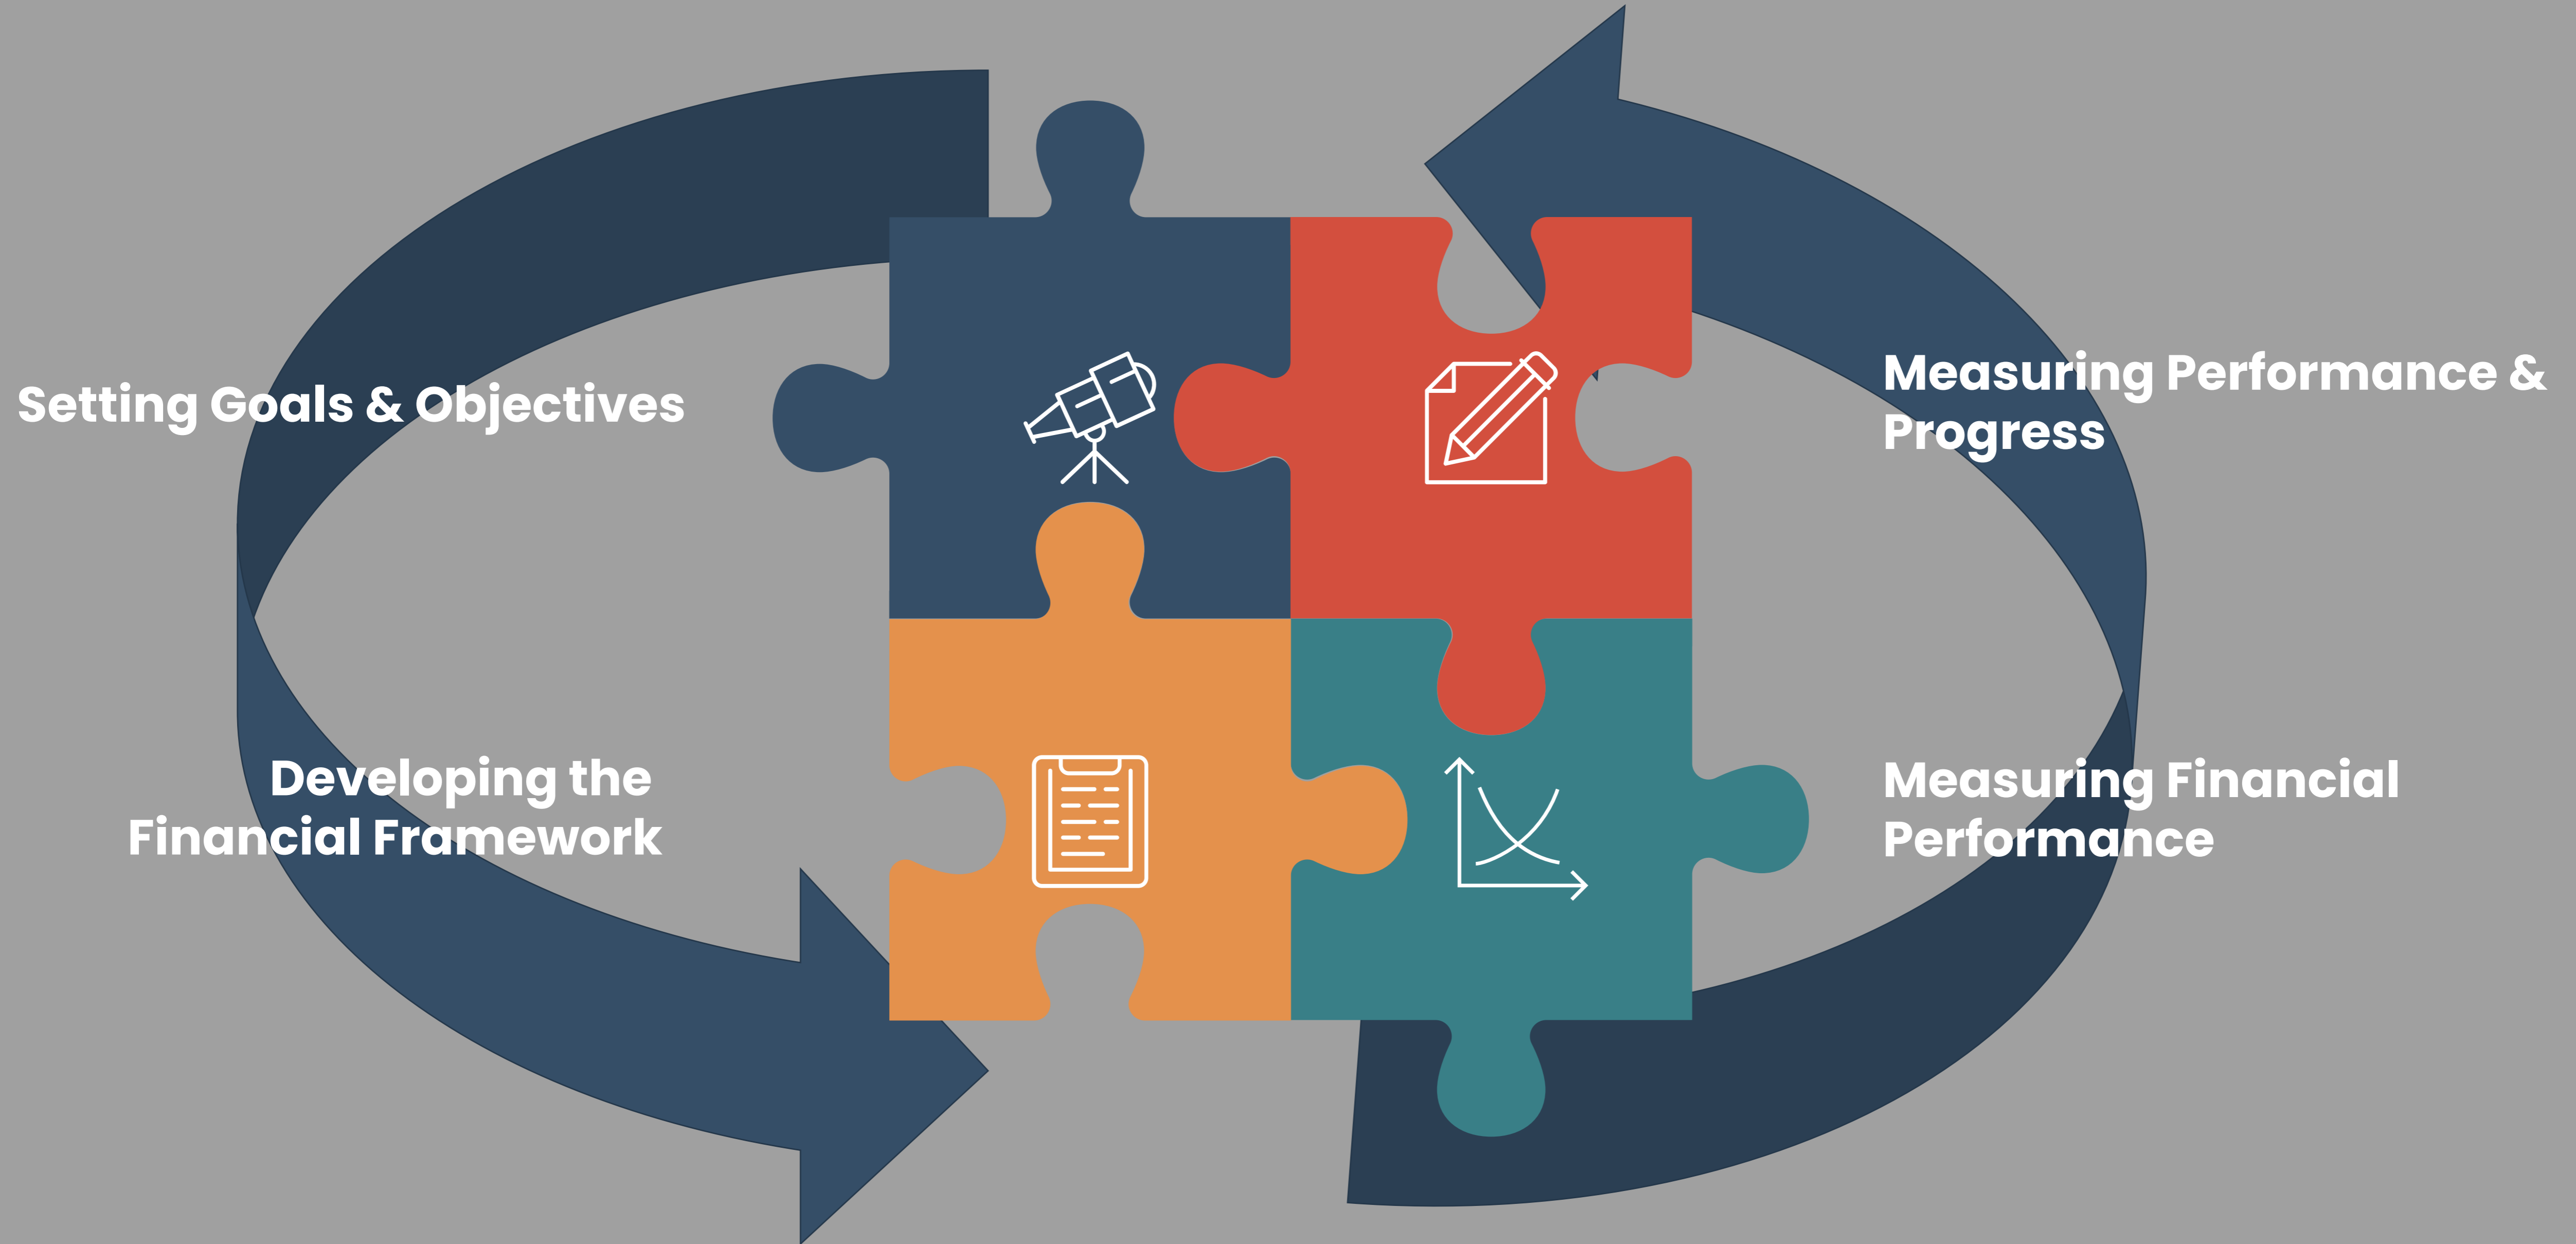 Setting Goals & Objectives
Measuring Performance &
Progress
Developing the
Financial Framework
Measuring Financial
Performance